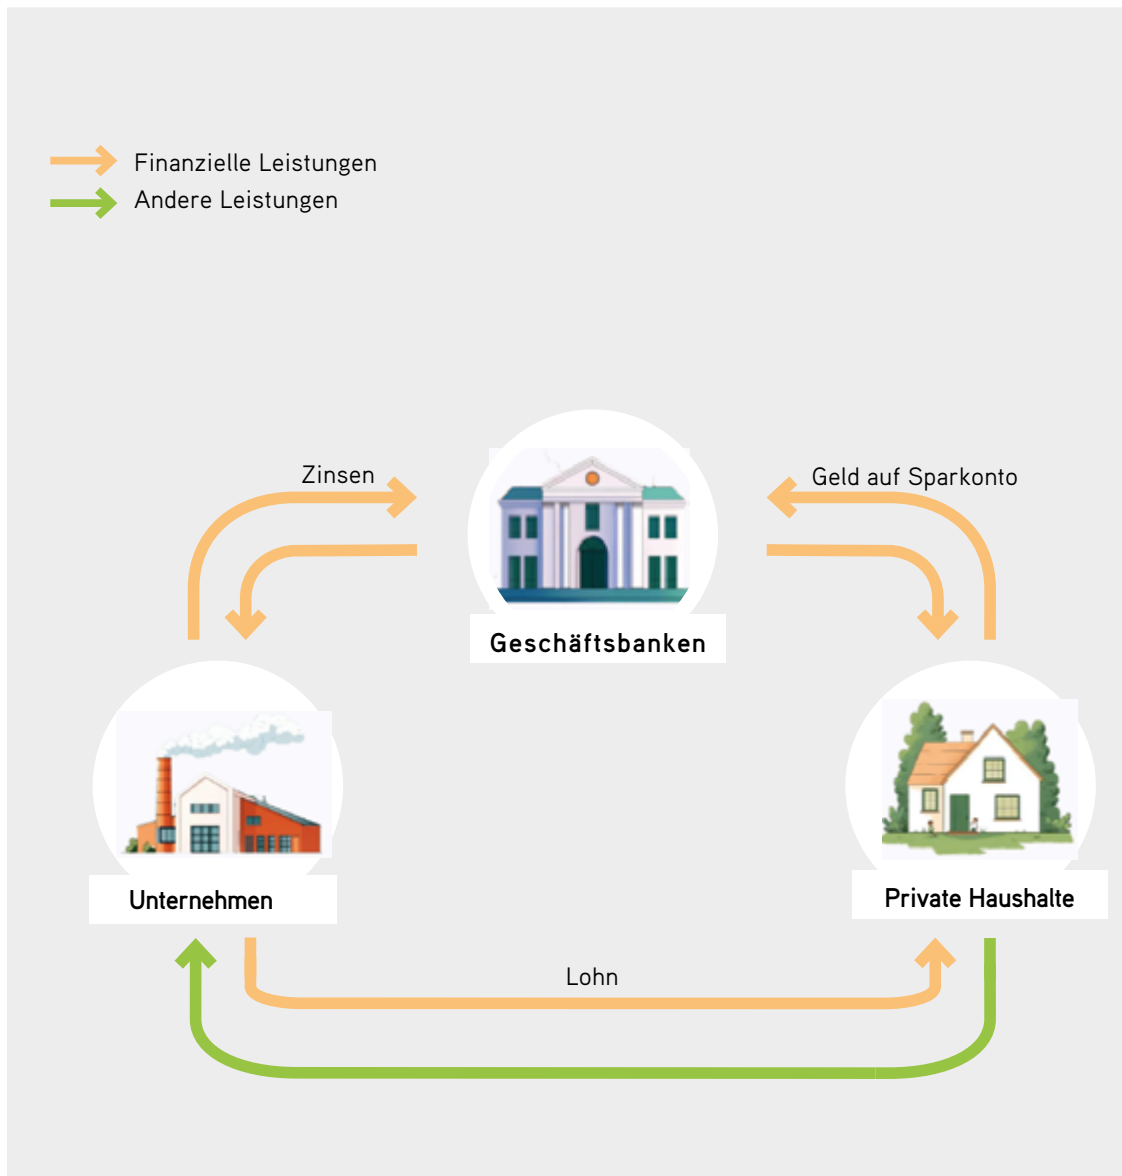 Finanzielle Leistungen
Andere Leistungen
Zinsen
Geld auf Sparkonto
Geschäftsbanken
Unternehmen
Private Haushalte
Lohn